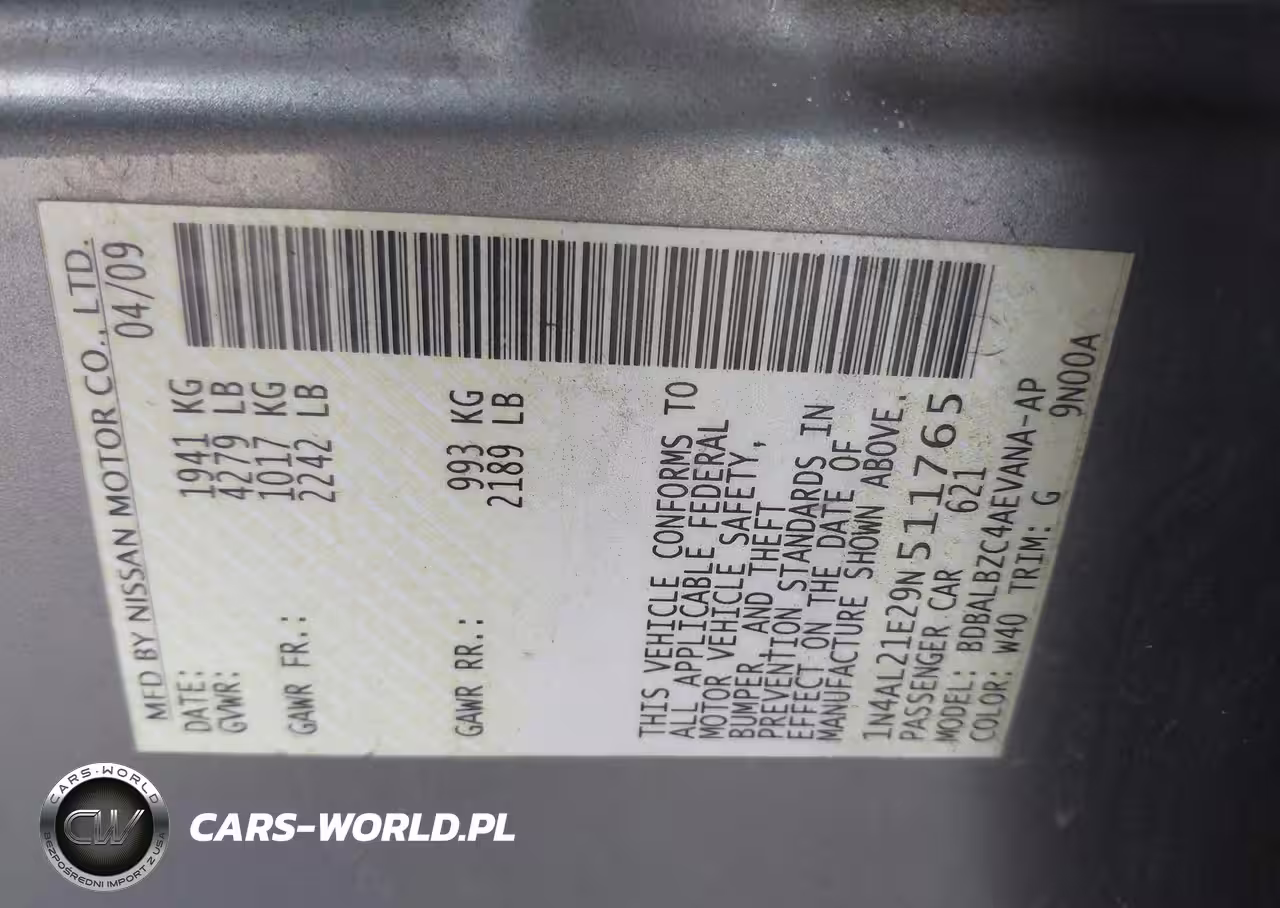 MFD BY NISSAN MOTOR CO., LTD.
DATE: 04/09
GVWR: 1941 KG
4279 LB
GAWR FR.: 1017 KG
2242 LB
GAWR RR.: 993 KG
2189 LB
THIS VEHICLE CONFORMS TO
ALL APPLICABLE FEDERAL
MOTOR VEHICLE SAFETY,
BUMPER, AND THEFT
PREVENTION STANDARDS IN
EFFECT ON THE DATE OF
MANUFACTURE SHOWN ABOVE.
1N4AL21E29N511765
PASSENGER CAR 621
MODEL: BDBALBZC4AEVANA-AP
COLOR: W40 TRIM: G 9N00A
CARS-WORLD
CW
BEZPOŚREDNI IMPORT Z USA
CARS-WORLD.PL